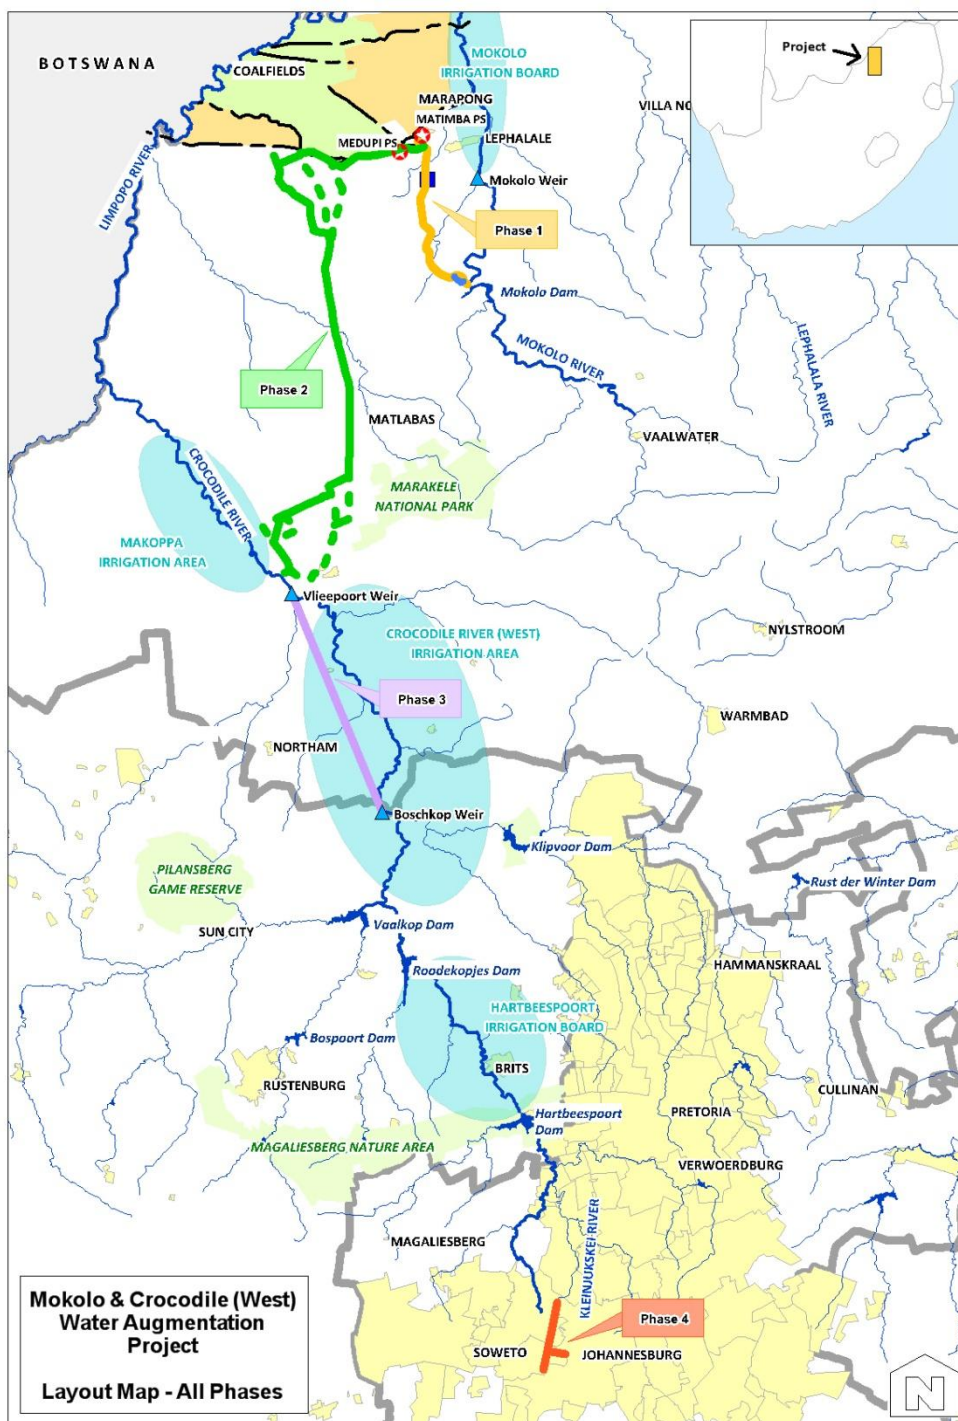 BOTSWANA
COALFIELDS
MOKOLO
IRRIGATION BOARD
Project
MARAPONG
MATIMBA PS
VILLA NO
MEDUPI PS
LEPHALALE
Mokolo Weir
LIMPOPO RIVER
Phase 1
Mokolo Dam
MOKOLO RIVER
LEPHALALA RIVER
Phase 2
MATLABAS
VAALWATER
CROCODILE RIVER
MARAKELE
NATIONAL PARK
MAKOPPA
IRRIGATION AREA
Vlieepoort Weir
CROCODILE RIVER (WEST)
IRRIGATION AREA
NYLSTROOM
Phase 3
WARMBAD
NORTHAM
Boschkop Weir
Klipvoor Dam
PILANSBERG
GAME RESERVE
Rust der Winter Dam
SUN CITY
Vaalkop Dam
HAMMANSKRAAL
Roodekopjes Dam
HARTBEESPOORT
IRRIGATION BOARD
Bospoort Dam
BRITS
RUSTENBURG
CULLINAN
Hartbeespoort
Dam
PRETORIA
MAGALIESBERG NATURE AREA
VERWOERDBURG
KLEINJUKSKEI RIVER
MAGALIESBERG
Phase 4
SOWETO
JOHANNESBURG
Mokolo & Crocodile (West)
Water Augmentation
Project
Layout Map - All Phases
N